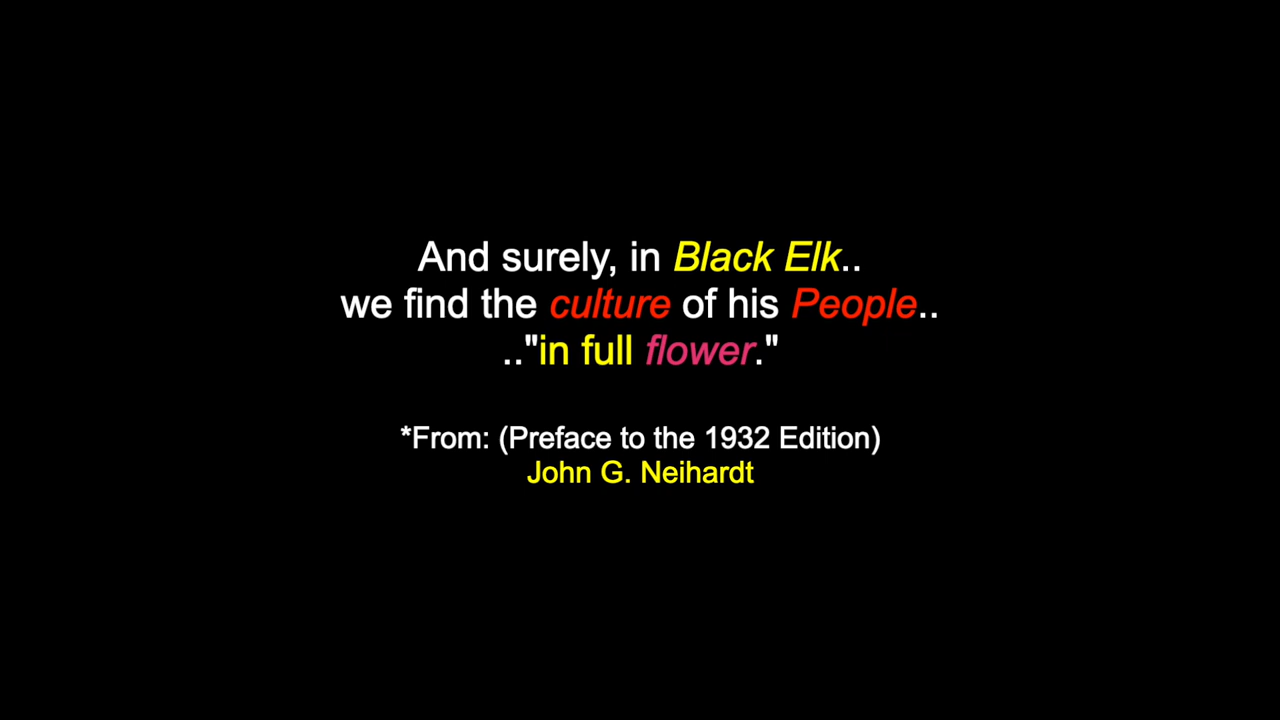 And surely, in Black Elk..
we find the culture of his People..
.."in full flower."
*From: (Preface to the 1932 Edition)
John G. Neihardt